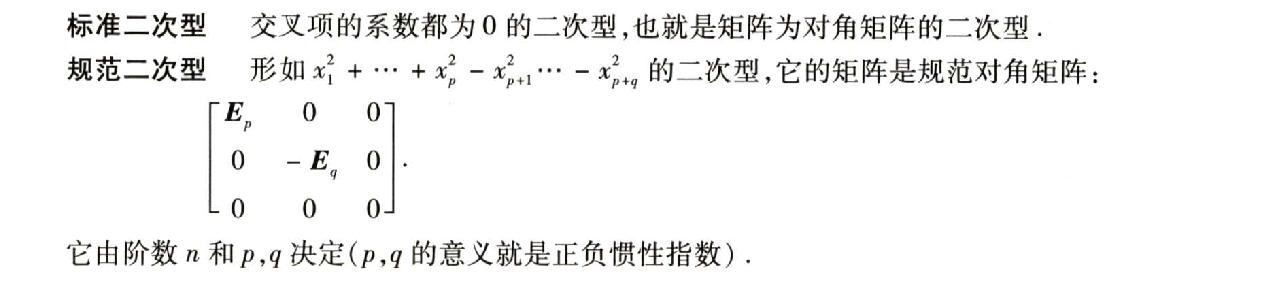 标准二次型 交叉项的系数都为 0 的二次型,也就是矩阵为对角矩阵的二次型.
规范二次型 形如 $x_1^2 + \cdots + x_p^2 - x_{p+1}^2 \cdots - x_{p+q}^2$ 的二次型,它的矩阵是规范对角矩阵:
$\begin{bmatrix} \boldsymbol{E}_p & 0 & 0 \\ 0 & -\boldsymbol{E}_q & 0 \\ 0 & 0 & 0 \end{bmatrix}.$
它由阶数 n 和 p,q 决定(p,q 的意义就是正负惯性指数).